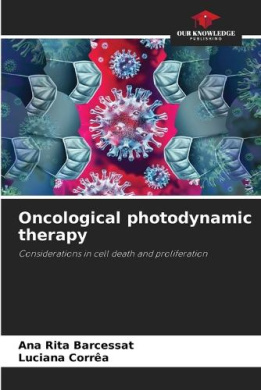 OUR KNOWLEDGE
PUBLISHING
Oncological photodynamic
therapy
Considerations in cell death and proliferation
Ana Rita Barcessat
Luciana Corrêa